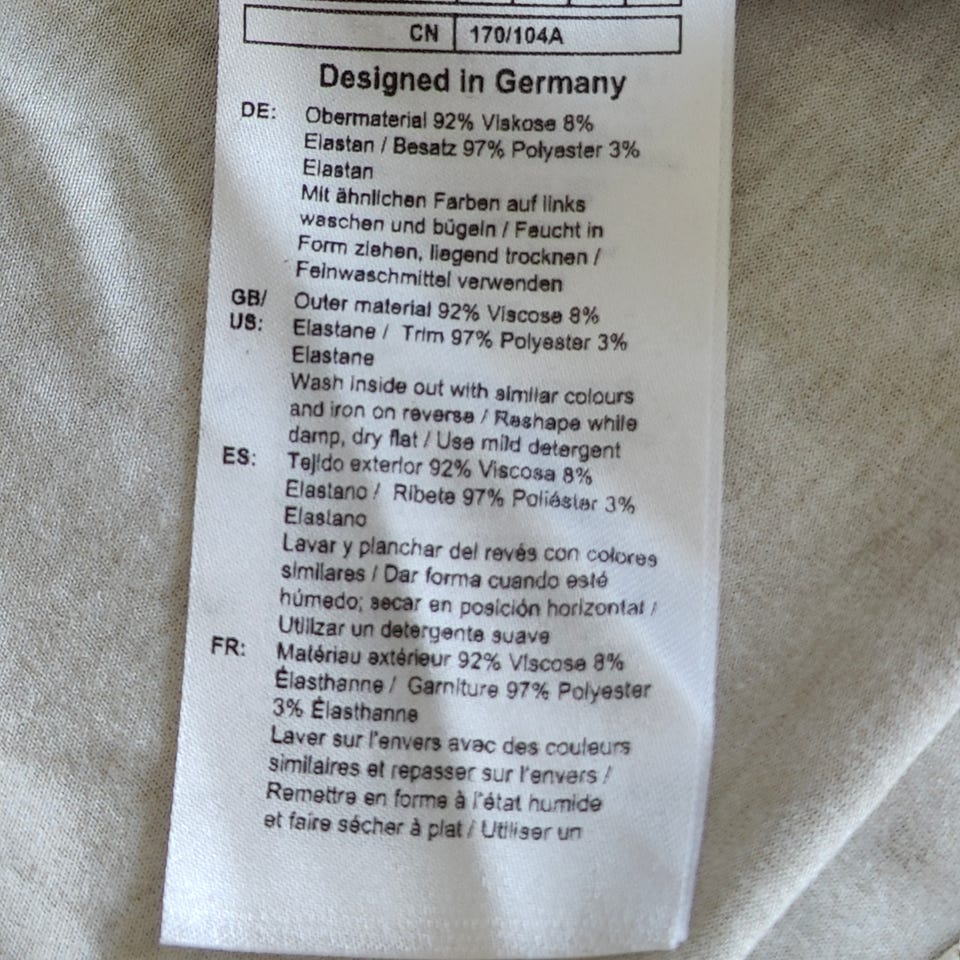 CN 170/104A
Designed in Germany
DE: Obermaterial 92% Viskose 8%
Elastan / Besatz 97% Polyester 3%
Elastan
Mit ähnlichen Farben auf links
waschen und bügeln / Feucht in
Form ziehen, liegend trocknen /
Feinwaschmittel verwenden
GB/ Outer material 92% Viscose 8%
US: Elastane / Trim 97% Polyester 3%
Elastane
Wash inside out with similar colours
and iron on reverse / Reshape while
damp, dry flat / Use mild detergent
ES: Tejido exterior 92% Viscosa 8%
Elastano / Ribete 97% Poliéster 3%
Elastano
Lavar y planchar del revés con colores
similares / Dar forma cuando esté
húmedo; secar en posición horizontal /
Utilizar un detergente suave
FR: Matériau extérieur 92% Viscose 8%
Élasthanne / Garniture 97% Polyester
3% Élasthanne
Laver sur l'envers avec des couleurs
similaires et repasser sur l'envers /
Remettre en forme à l'état humide
et faire sécher à plat / Utiliser un